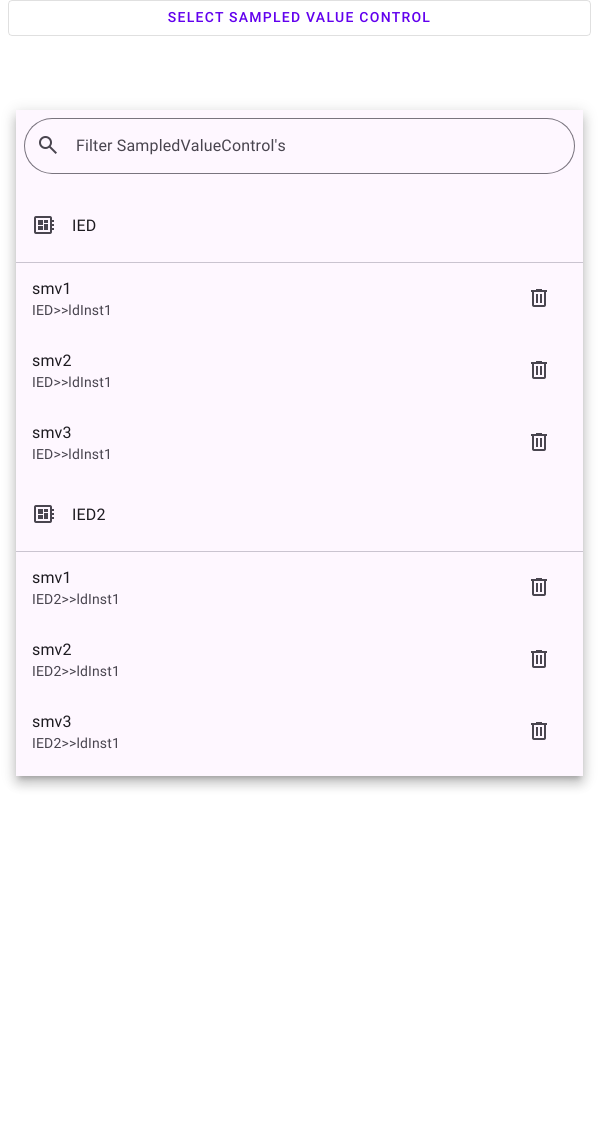 SELECT SAMPLED VALUE CONTROL
Filter SampledValueControl's
IED
smv1
IED>>ldInst1
smv2
IED>>ldInst1
smv3
IED>>ldInst1
IED2
smv1
IED2>>ldInst1
smv2
IED2>>ldInst1
smv3
IED2>>ldInst1